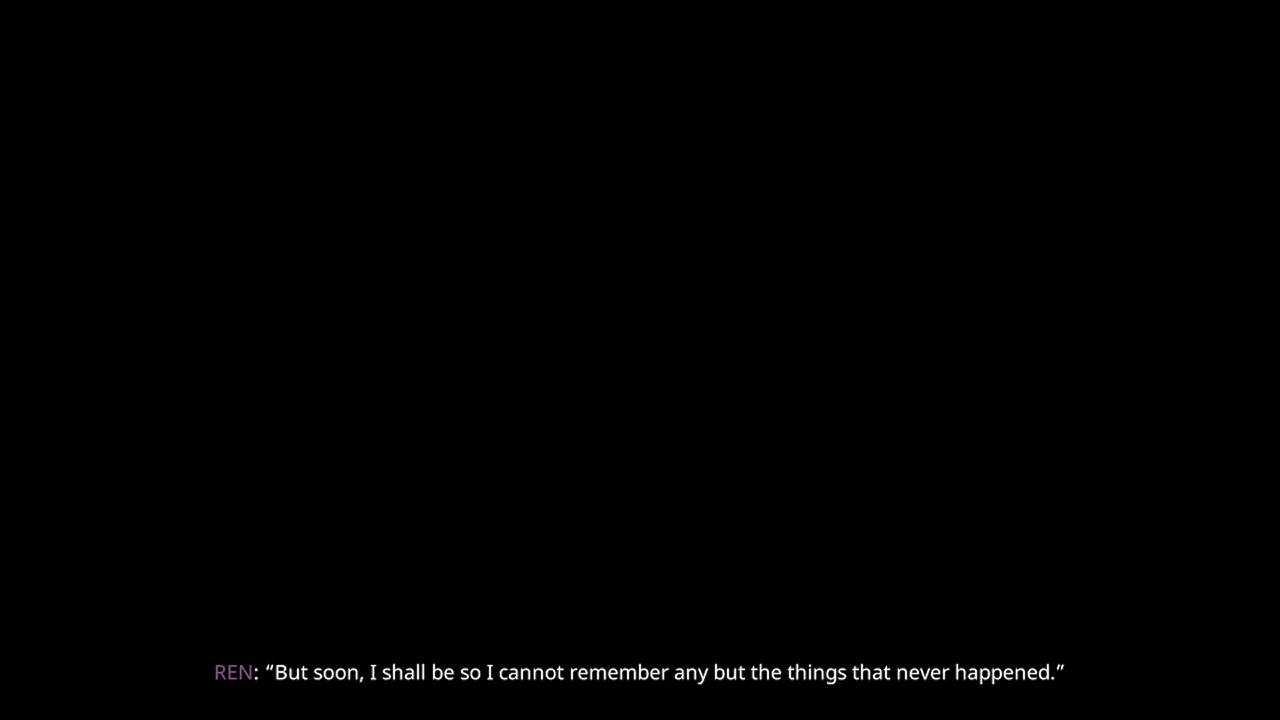 REN: “But soon, I shall be so I cannot remember any but the things that never happened.”